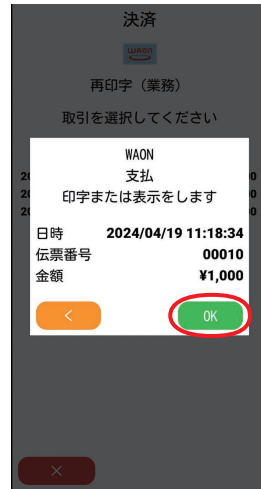 決済
WAON
再印字（業務）
取引を選択してください
WAON
支払
印字または表示をします
日時 2024/04/19 11:18:34
伝票番号 00010
金額 ¥1,000
< OK
×